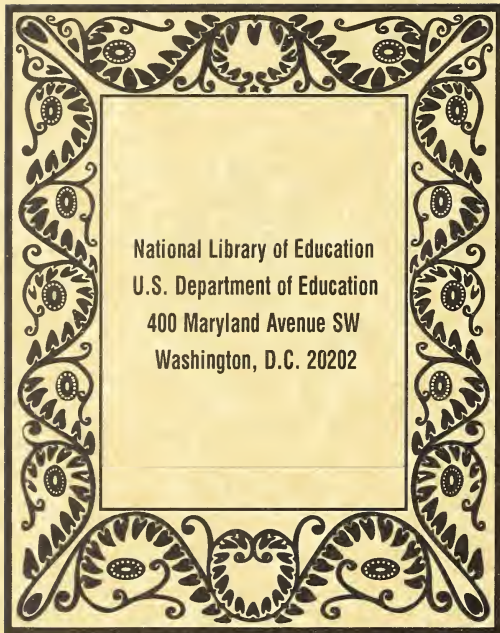 National Library of Education
U.S. Department of Education
400 Maryland Avenue SW
Washington, D.C. 20202